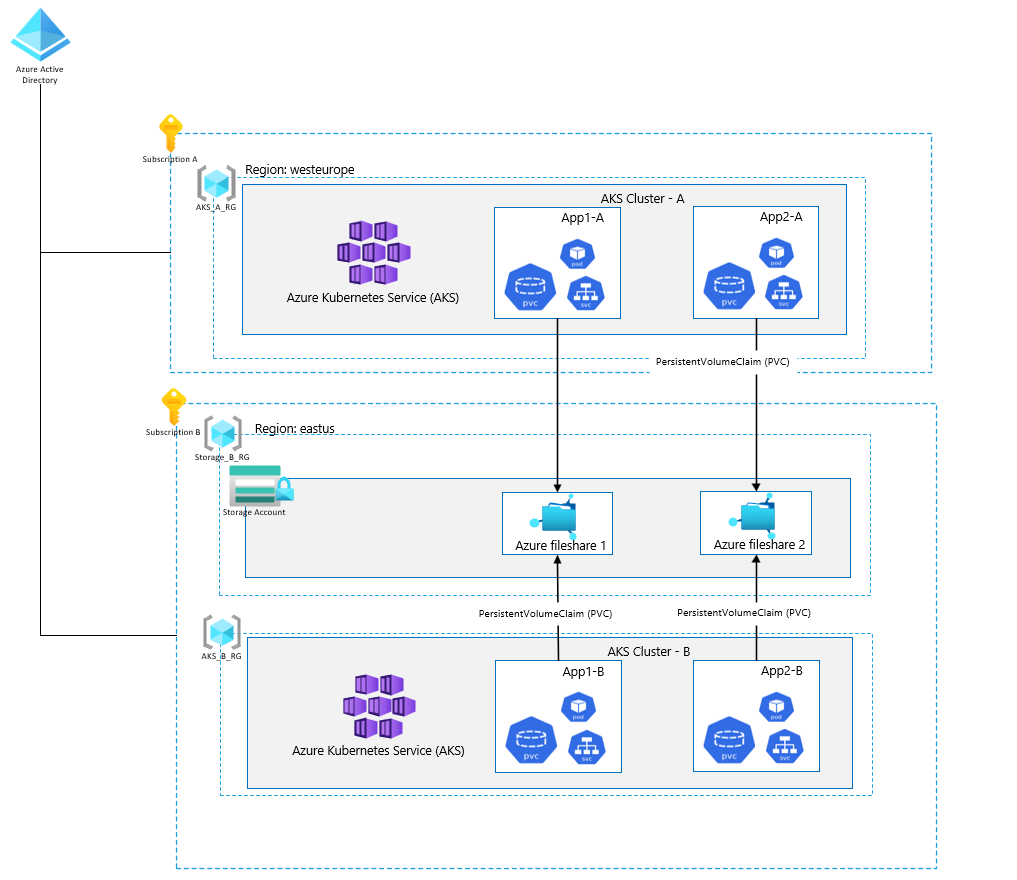 Azure Active
Directory
Subscription A
Region: westeurope
AKS_A_RG
AKS Cluster - A
Azure Kubernetes Service (AKS)
App1-A
pod
pvc
svc
App2-A
pod
pvc
svc
PersistentVolumeClaim (PVC)
Subscription B
Region: eastus
Storage_B_RG
Storage Account
Azure fileshare 1
Azure fileshare 2
PersistentVolumeClaim (PVC)
PersistentVolumeClaim (PVC)
AKS_B_RG
AKS Cluster - B
Azure Kubernetes Service (AKS)
App1-B
pod
pvc
svc
App2-B
pod
pvc
svc